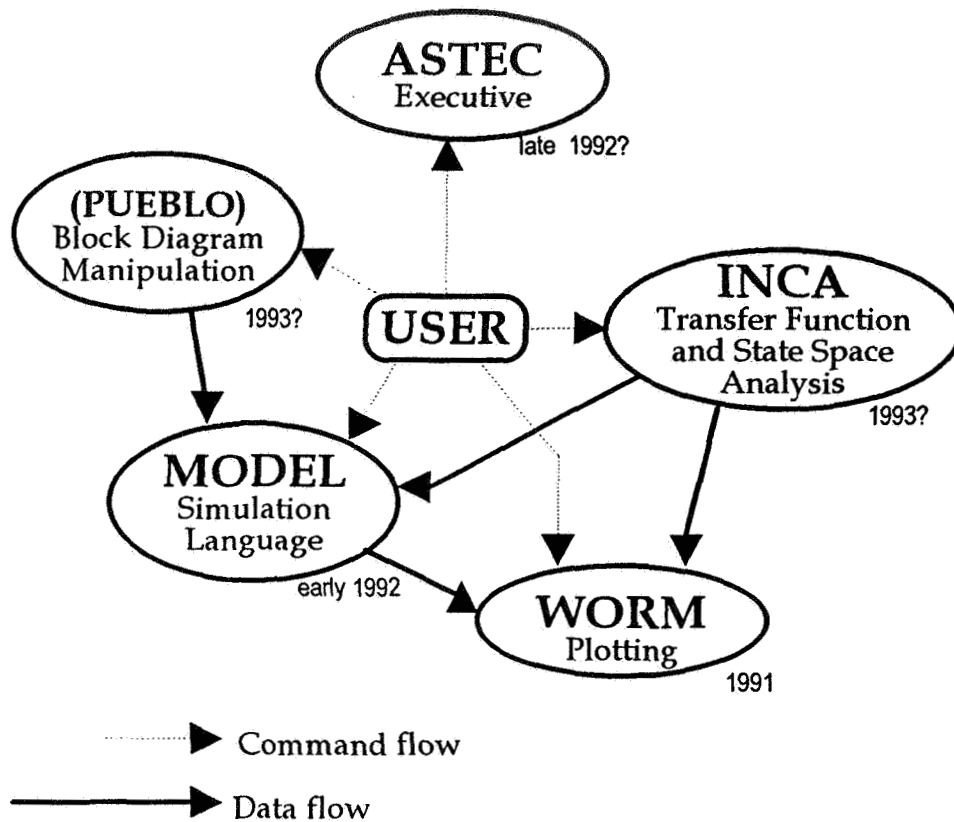 ASTEC
Executive
late 1992?
(PUEBLO)
Block Diagram
Manipulation
1993?
USER
INCA
Transfer Function
and State Space
Analysis
1993?
MODEL
Simulation
Language
early 1992
WORM
Plotting
1991
Command flow
Data flow